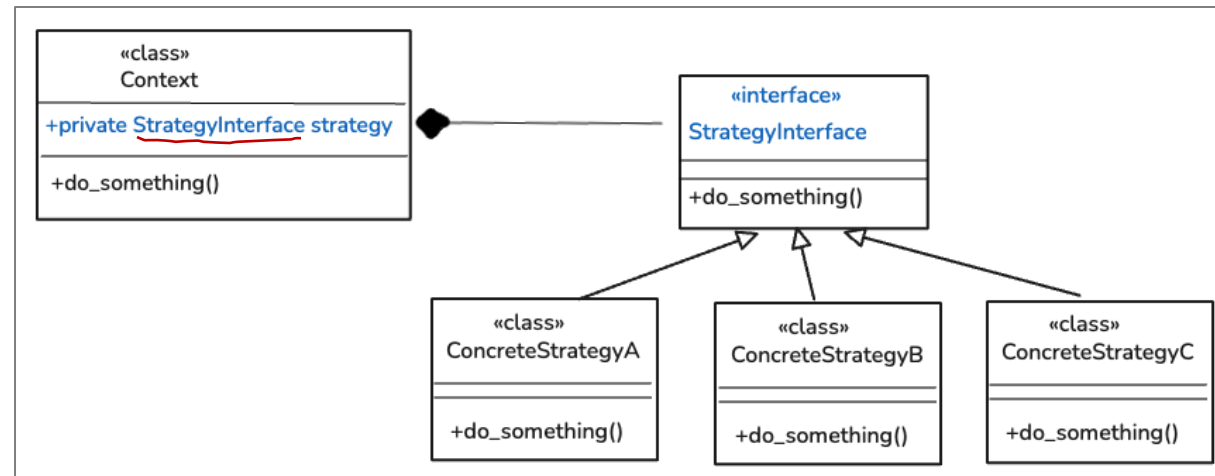 «class»
Context
+private StrategyInterface strategy
+do_something()
«interface»
StrategyInterface
+do_something()
«class»
ConcreteStrategyA
+do_something()
«class»
ConcreteStrategyB
+do_something()
«class»
ConcreteStrategyC
+do_something()